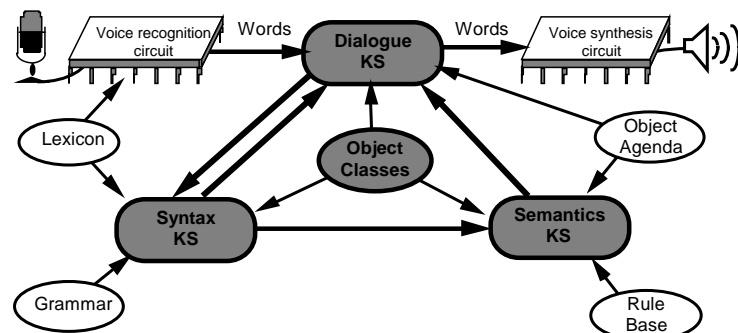 Voice recognition
circuit
Words
Dialogue
KS
Words
Voice synthesis
circuit
Lexicon
Object
Classes
Object
Agenda
Syntax
KS
Semantics
KS
Grammar
Rule
Base